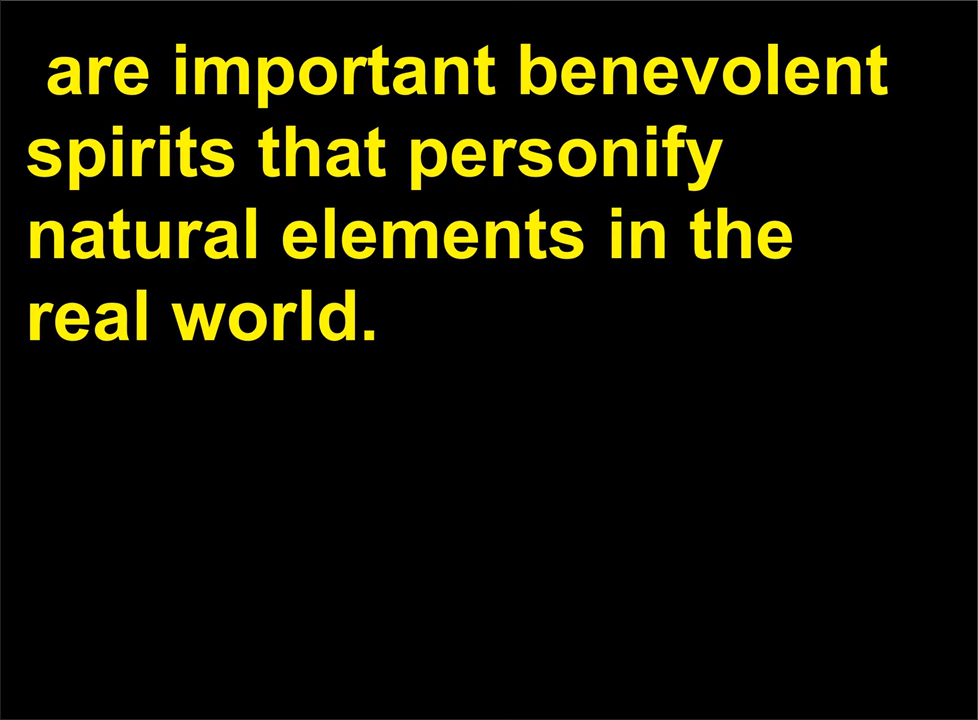 are important benevolent
spirits that personify
natural elements in the
real world.